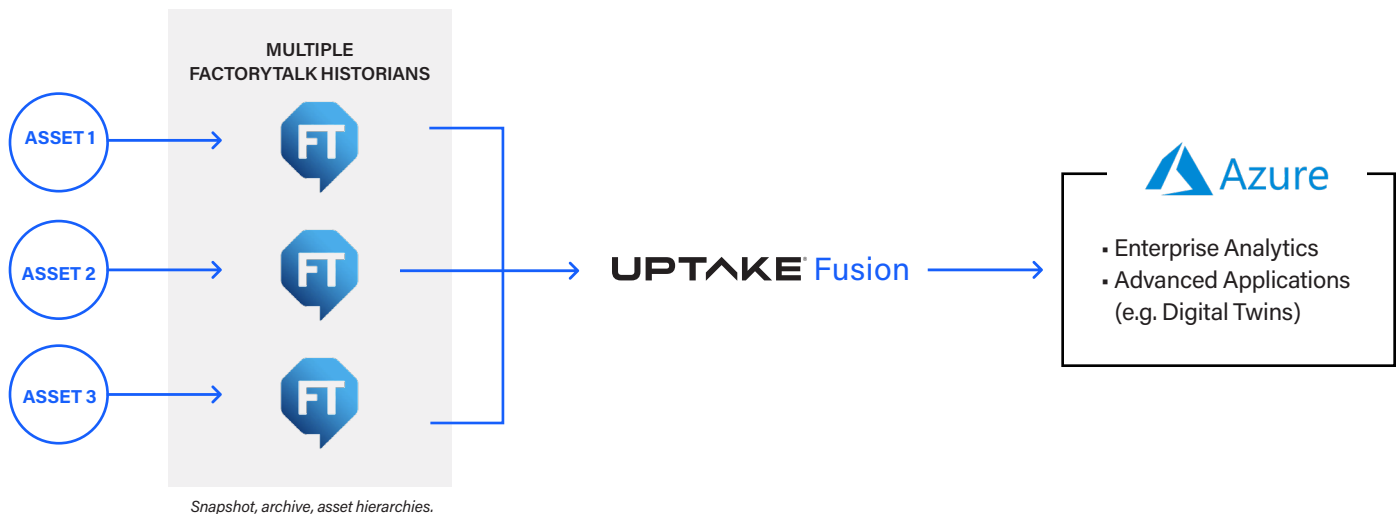 MULTIPLE
FACTORYTALK HISTORIANS
ASSET 1
FT
ASSET 2
FT
ASSET 3
FT
Snapshot, archive, asset hierarchies.
UPTAKE® Fusion
Azure
▪ Enterprise Analytics
▪ Advanced Applications
(e.g. Digital Twins)